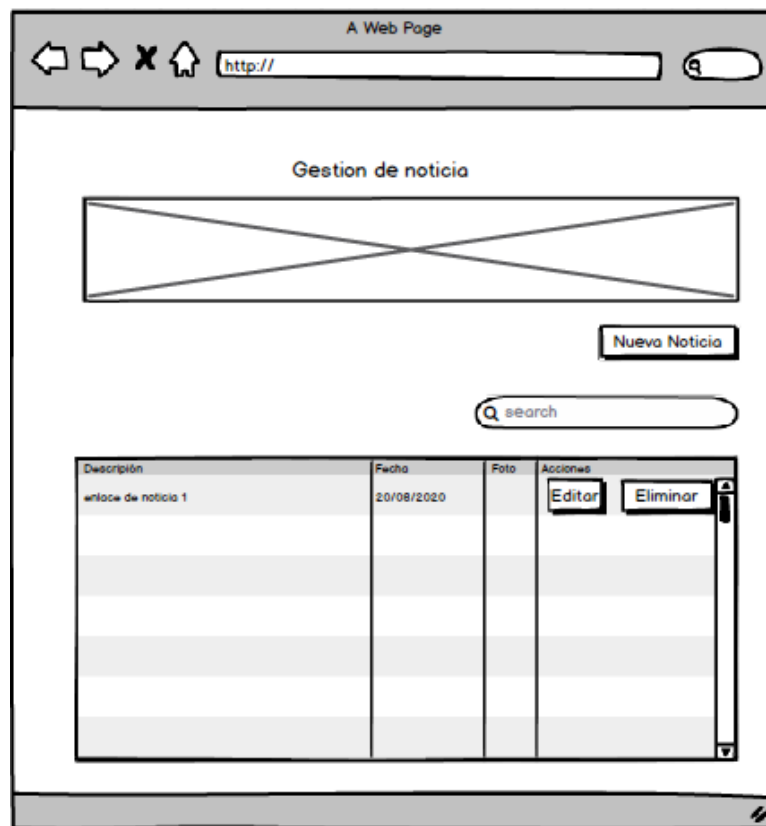 A Web Page
http://
Gestion de noticia
Nueva Noticia
search
Descripión Fecha Foto Acciones
enlace de noticia 1 20/08/2020 Editar Eliminar